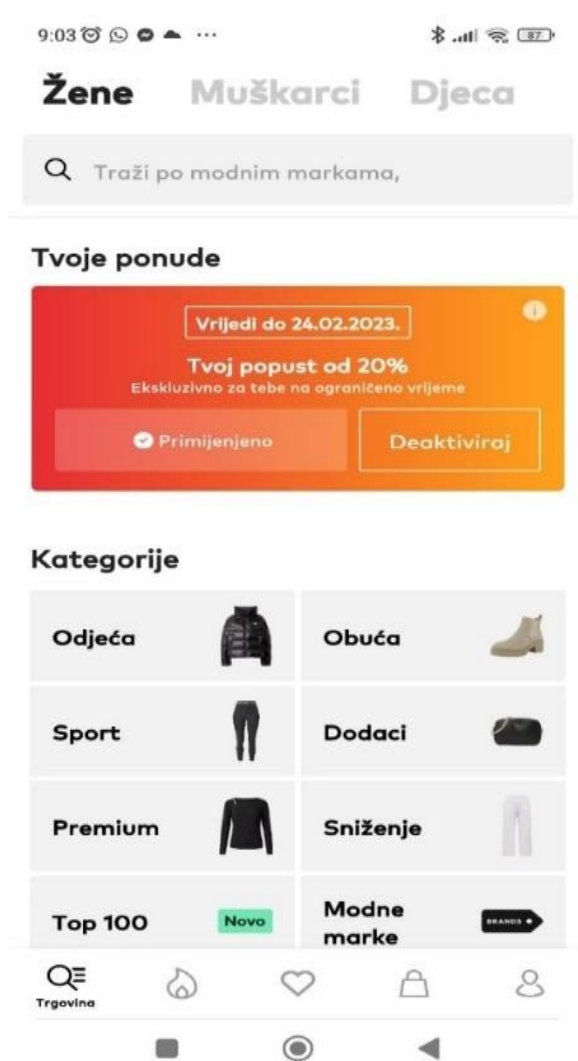 9:03
87
Žene Muškarci Djeca
Traži po modnim markama,
Tvoje ponude
Vrijedi do 24.02.2023.
i
Tvoj popust od 20%
Ekskluzivno za tebe na ograničeno vrijeme
Primijenjeno
Deaktiviraj
Kategorije
Odjeća
Obuća
Sport
Dodaci
Premium
Sniženje
Top 100
Novo
Modne
marke
BRANDS
Trgovina